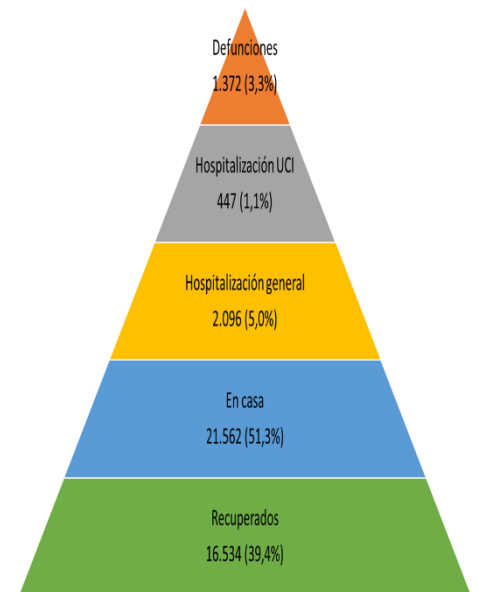 Defunciones
1.372 (3,3%)
Hospitalización UCI
447 (1,1%)
Hospitalización general
2.096 (5,0%)
En casa
21.562 (51,3%)
Recuperados
16.534 (39,4%)